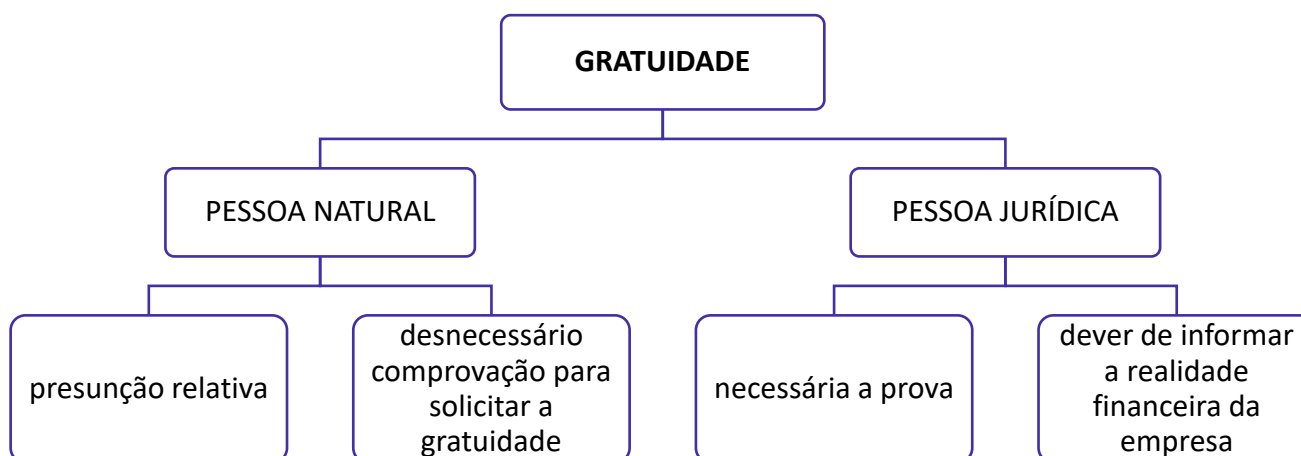 GRATUIDADE
PESSOA NATURAL
PESSOA JURÍDICA
presunção relativa
desnecessário
comprovação para
solicitar a
gratuidade
necessária a prova
dever de informar
a realidade
financeira da
empresa